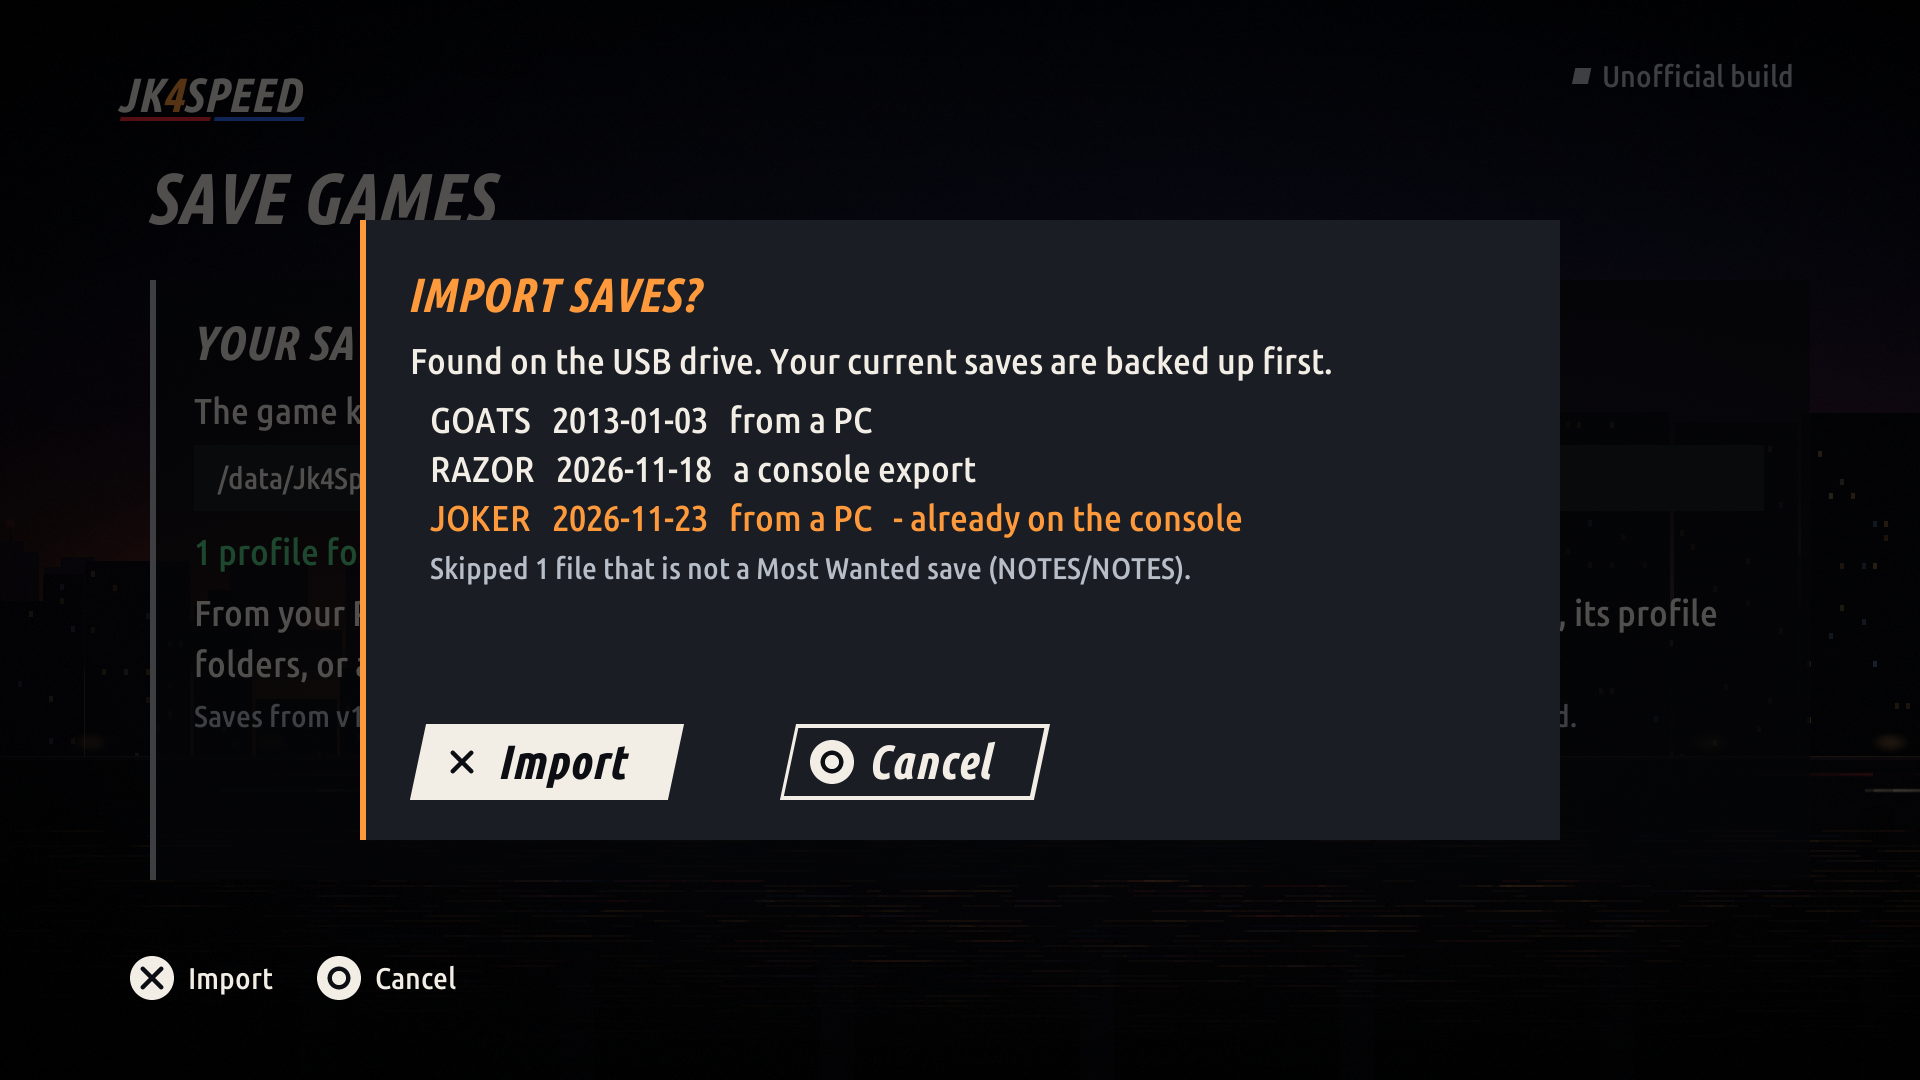 JK4SPEED
Unofficial build
SAVE GAMES
IMPORT SAVES?
Found on the USB drive. Your current saves are backed up first.
GOATS 2013-01-03 from a PC
RAZOR 2026-11-18 a console export
JOKER 2026-11-23 from a PC - already on the console
Skipped 1 file that is not a Most Wanted save (NOTES/NOTES).
Import
Cancel
YOUR SA
The game k
/data/Jk4Sp
1 profile fo
From your
, its profile
folders, or
Saves from v1
d.
Import
Cancel